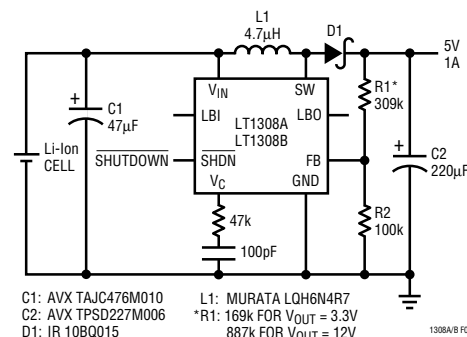 L1
4.7µH
D1
5V
1A
VIN
SW
R1*
309k
LBI
LBO
LT1308A
LT1308B
C1
47µF
Li-Ion
CELL
SHUTDOWN
SHDN
FB
VC
GND
C2
220µF
R2
100k
47k
100pF
C1: AVX TAJC476M010
C2: AVX TPSD227M006
D1: IR 10BQ015
L1: MURATA LQH6N4R7
*R1: 169k FOR VOUT = 3.3V
887k FOR VOUT = 12V
1308A/B